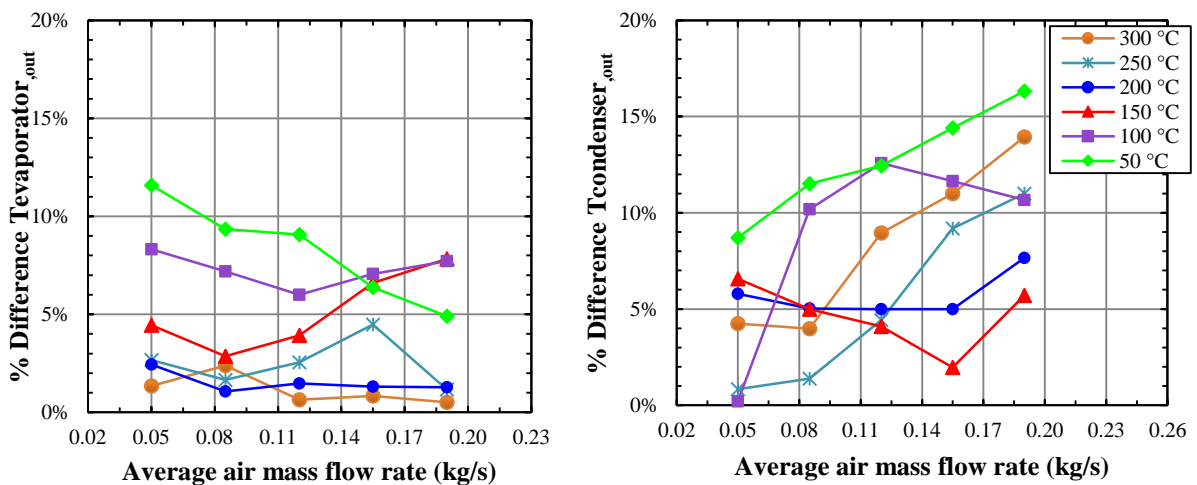 20%
15%
10%
5%
0%
% Difference Tevaporator,out
0.02 0.05 0.08 0.11 0.14 0.17 0.20 0.23
Average air mass flow rate (kg/s)
20%
15%
10%
5%
0%
% Difference Tcondenser,out
0.02 0.05 0.08 0.11 0.14 0.17 0.20 0.23 0.26
Average air mass flow rate (kg/s)
300 °C
250 °C
200 °C
150 °C
100 °C
50 °C